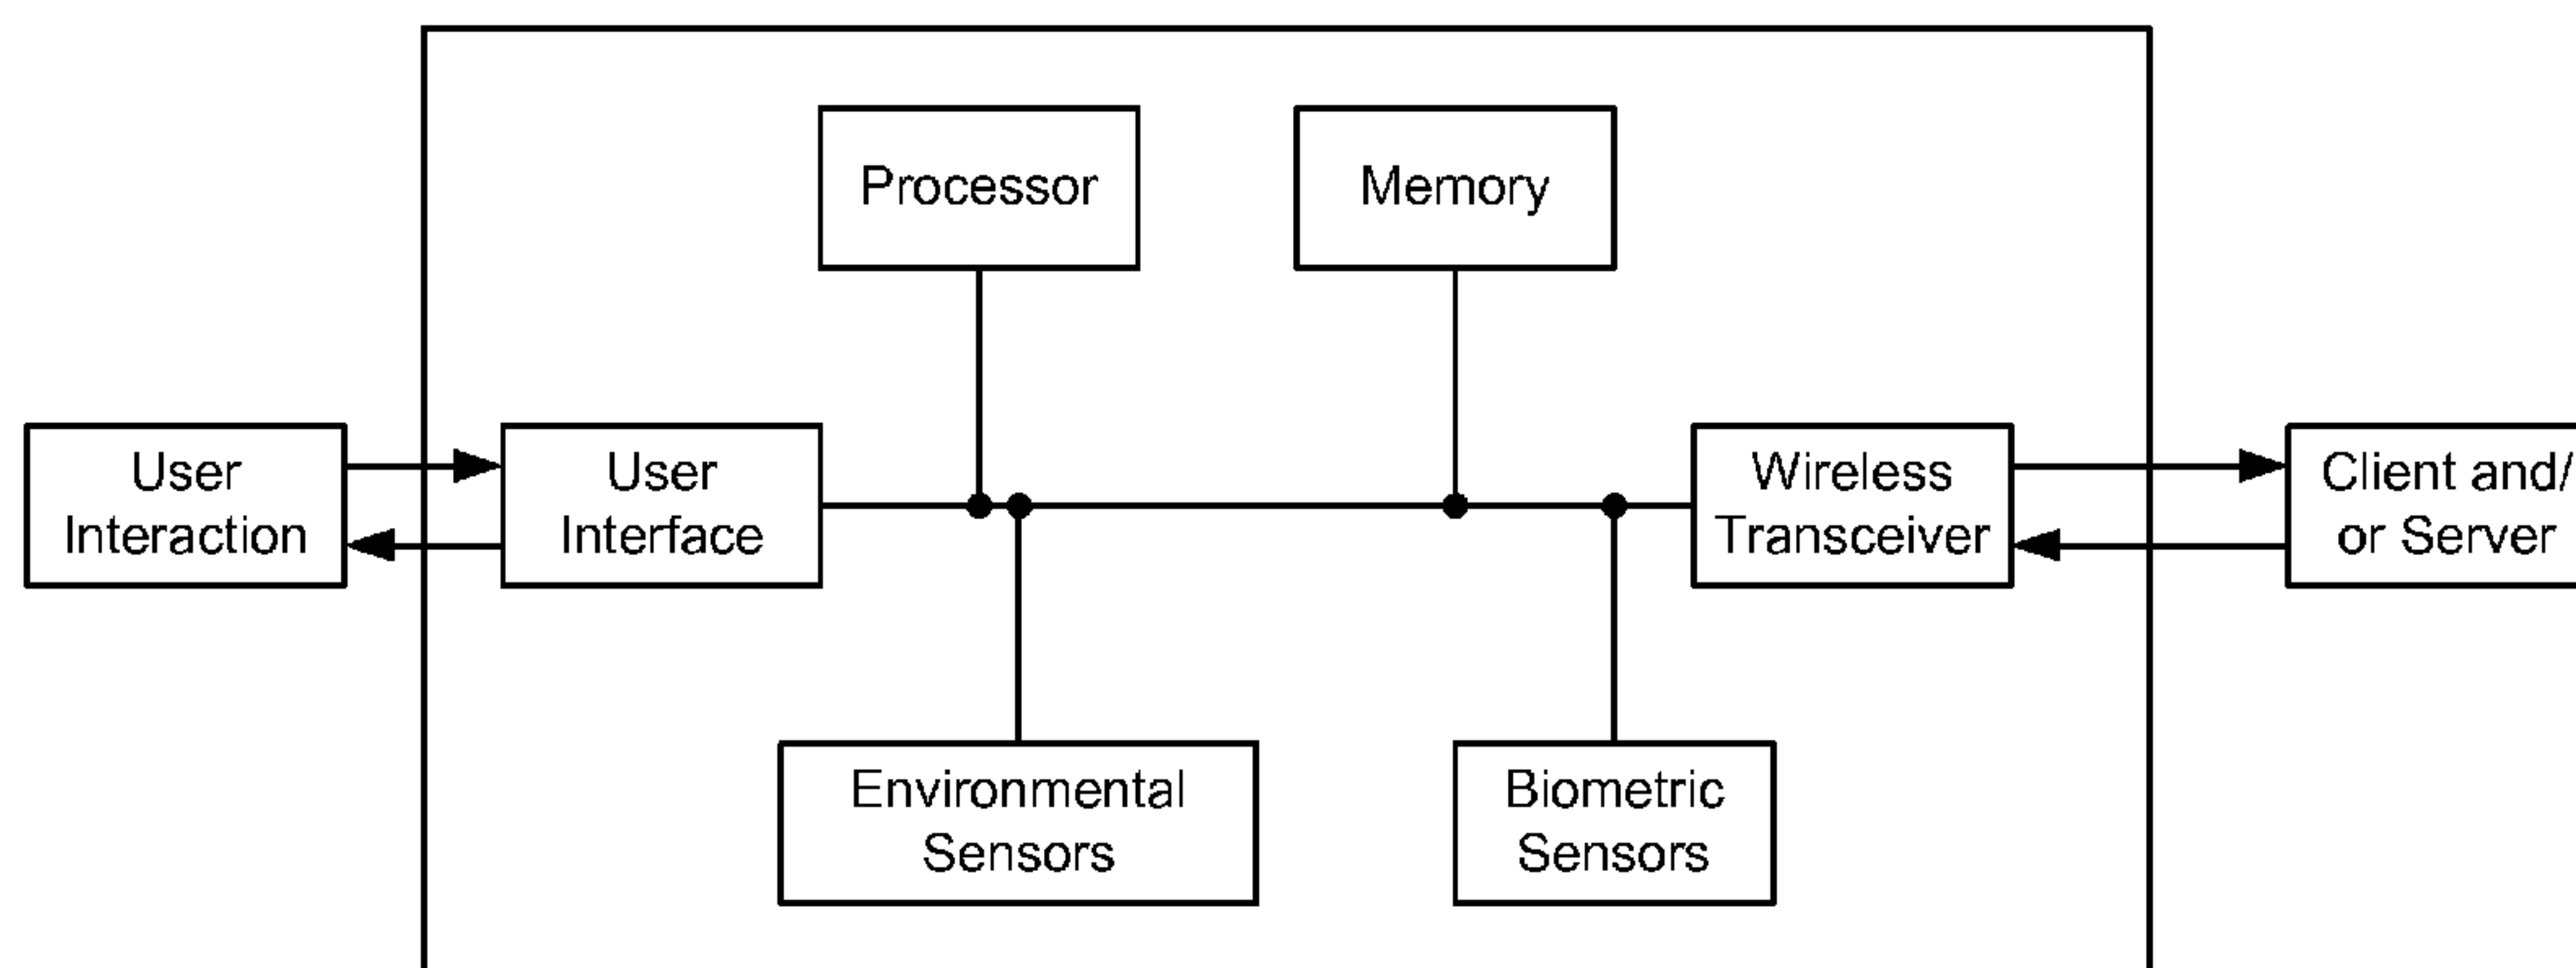 Processor
Memory
User
Interaction
User
Interface
Wireless
Transceiver
Client and/
or Server
Environmental
Sensors
Biometric
Sensors